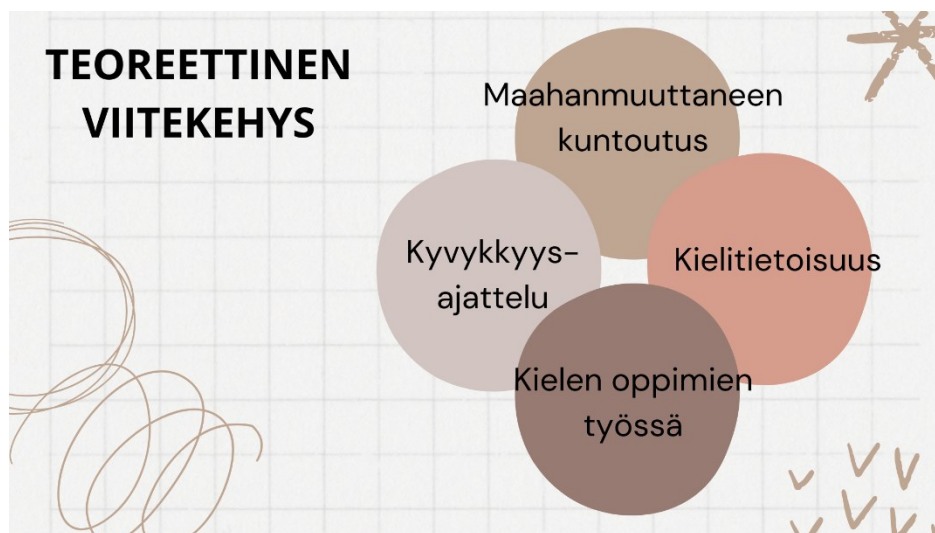 TEOREETTINEN
VIITEKEHYS
Maahanmuuttaneen
kuntoutus
Kyvykkyys-
ajattelu
Kielitietoisuus
Kielen oppimien
työssä